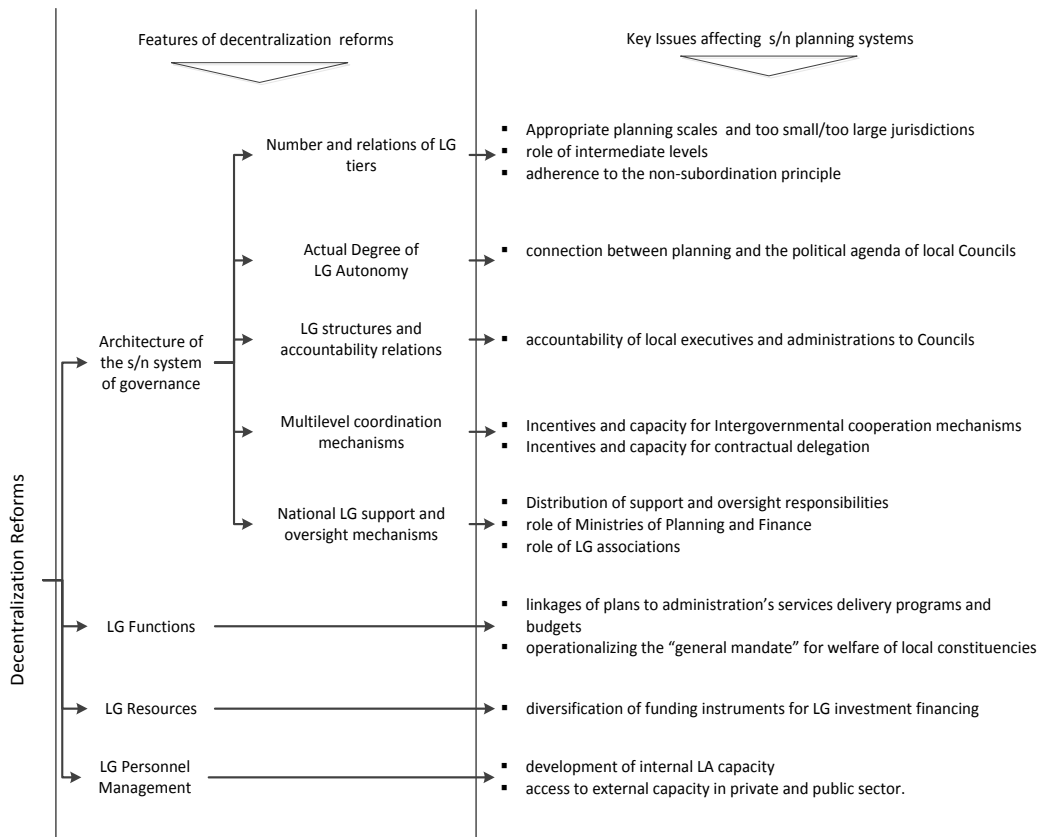 Features of decentralization reforms
Key Issues affecting s/n planning systems
Number and relations of LG
tiers
▪ Appropriate planning scales and too small/too large jurisdictions
▪ role of intermediate levels
▪ adherence to the non-subordination principle
Actual Degree of
LG Autonomy
▪ connection between planning and the political agenda of local Councils
Architecture of
the s/n system
of governance
LG structures and
accountability relations
▪ accountability of local executives and administrations to Councils
Multilevel coordination
mechanisms
▪ Incentives and capacity for Intergovernmental cooperation mechanisms
▪ Incentives and capacity for contractual delegation
National LG support and
oversight mechanisms
▪ Distribution of support and oversight responsibilities
▪ role of Ministries of Planning and Finance
▪ role of LG associations
Decentralization Reforms
LG Functions
▪ linkages of plans to administration’s services delivery programs and
budgets
▪ operationalizing the “general mandate” for welfare of local constituencies
LG Resources
▪ diversification of funding instruments for LG investment financing
LG Personnel
Management
▪ development of internal LA capacity
▪ access to external capacity in private and public sector.